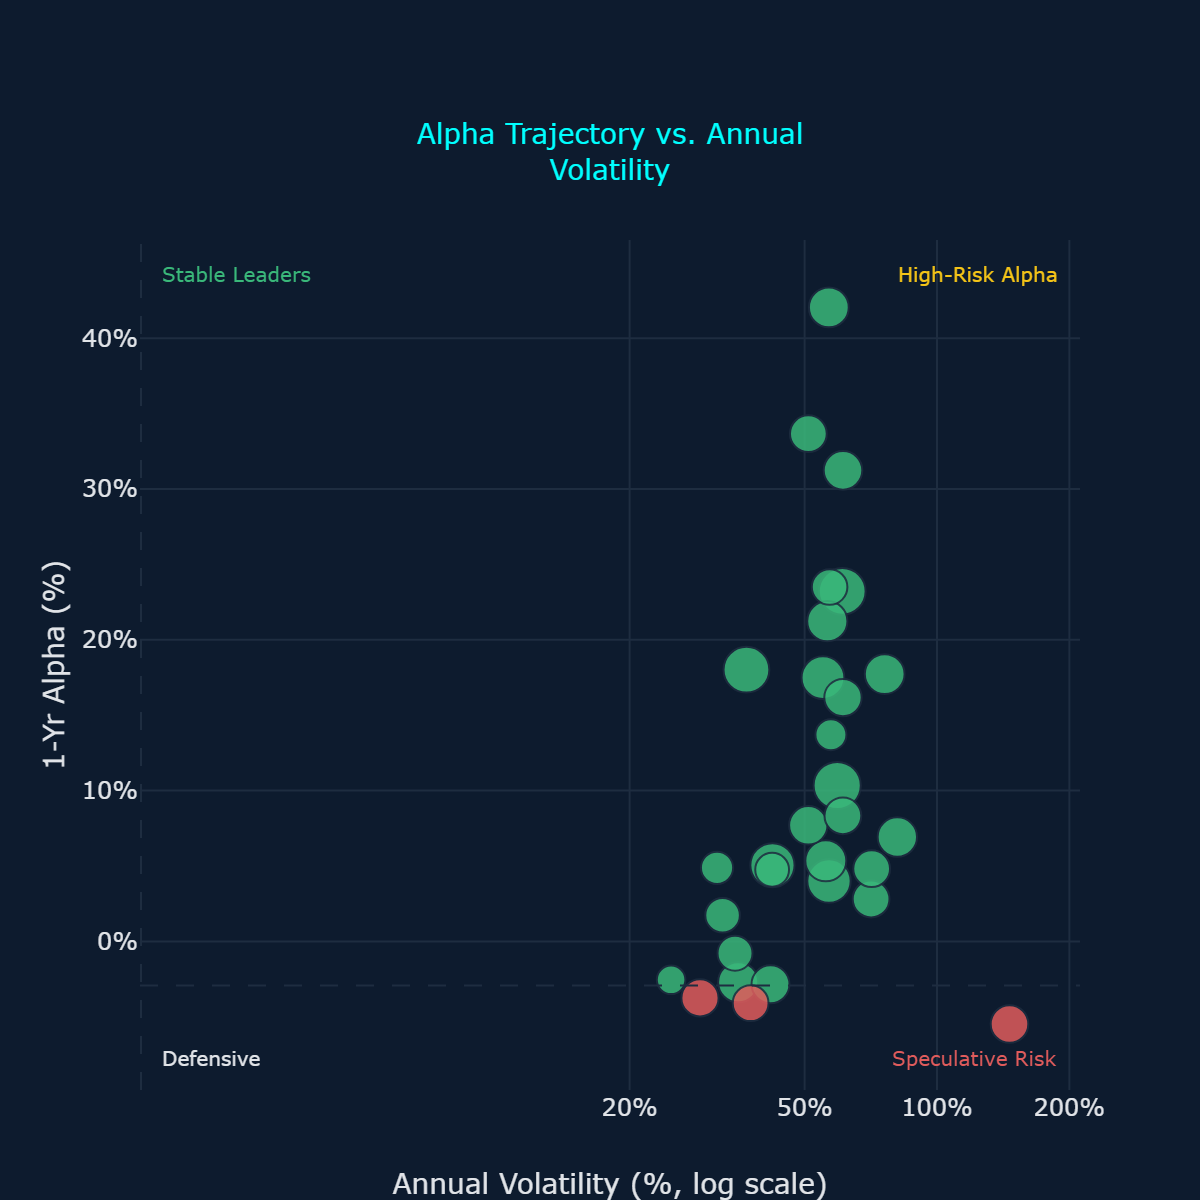 Alpha Trajectory vs. Annual
Volatility
Stable Leaders
High-Risk Alpha
40%
30%
20%
10%
0%
1-Yr Alpha (%)
Defensive
Speculative Risk
20%
50%
100%
200%
Annual Volatility (%, log scale)